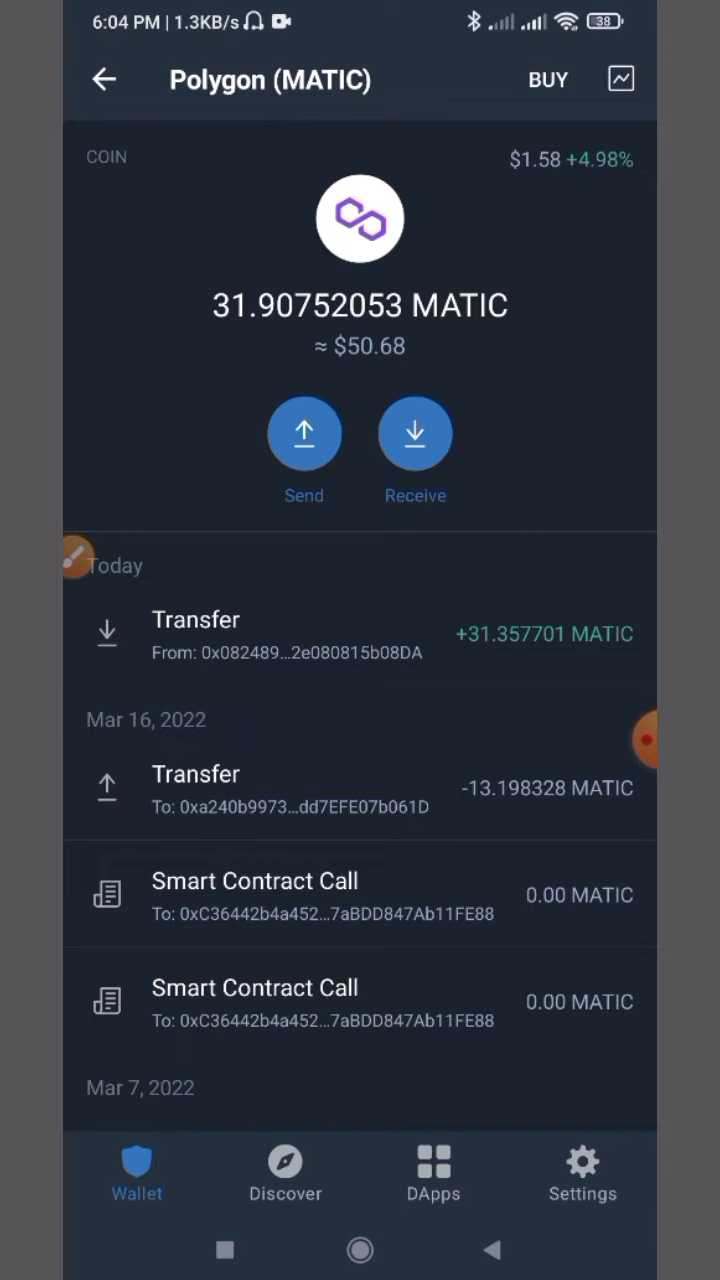 6:04 PM | 1.3KB/s
38
Polygon (MATIC)
BUY
COIN
$1.58 +4.98%
31.90752053 MATIC
≈ $50.68
Send
Receive
Today
Transfer
+31.357701 MATIC
From: 0x082489...2e080815b08DA
Mar 16, 2022
Transfer
-13.198328 MATIC
To: 0xa240b9973...dd7EFE07b061D
Smart Contract Call
0.00 MATIC
To: 0xC36442b4a452...7aBDD847Ab11FE88
Smart Contract Call
0.00 MATIC
To: 0xC36442b4a452...7aBDD847Ab11FE88
Mar 7, 2022
Wallet
Discover
DApps
Settings